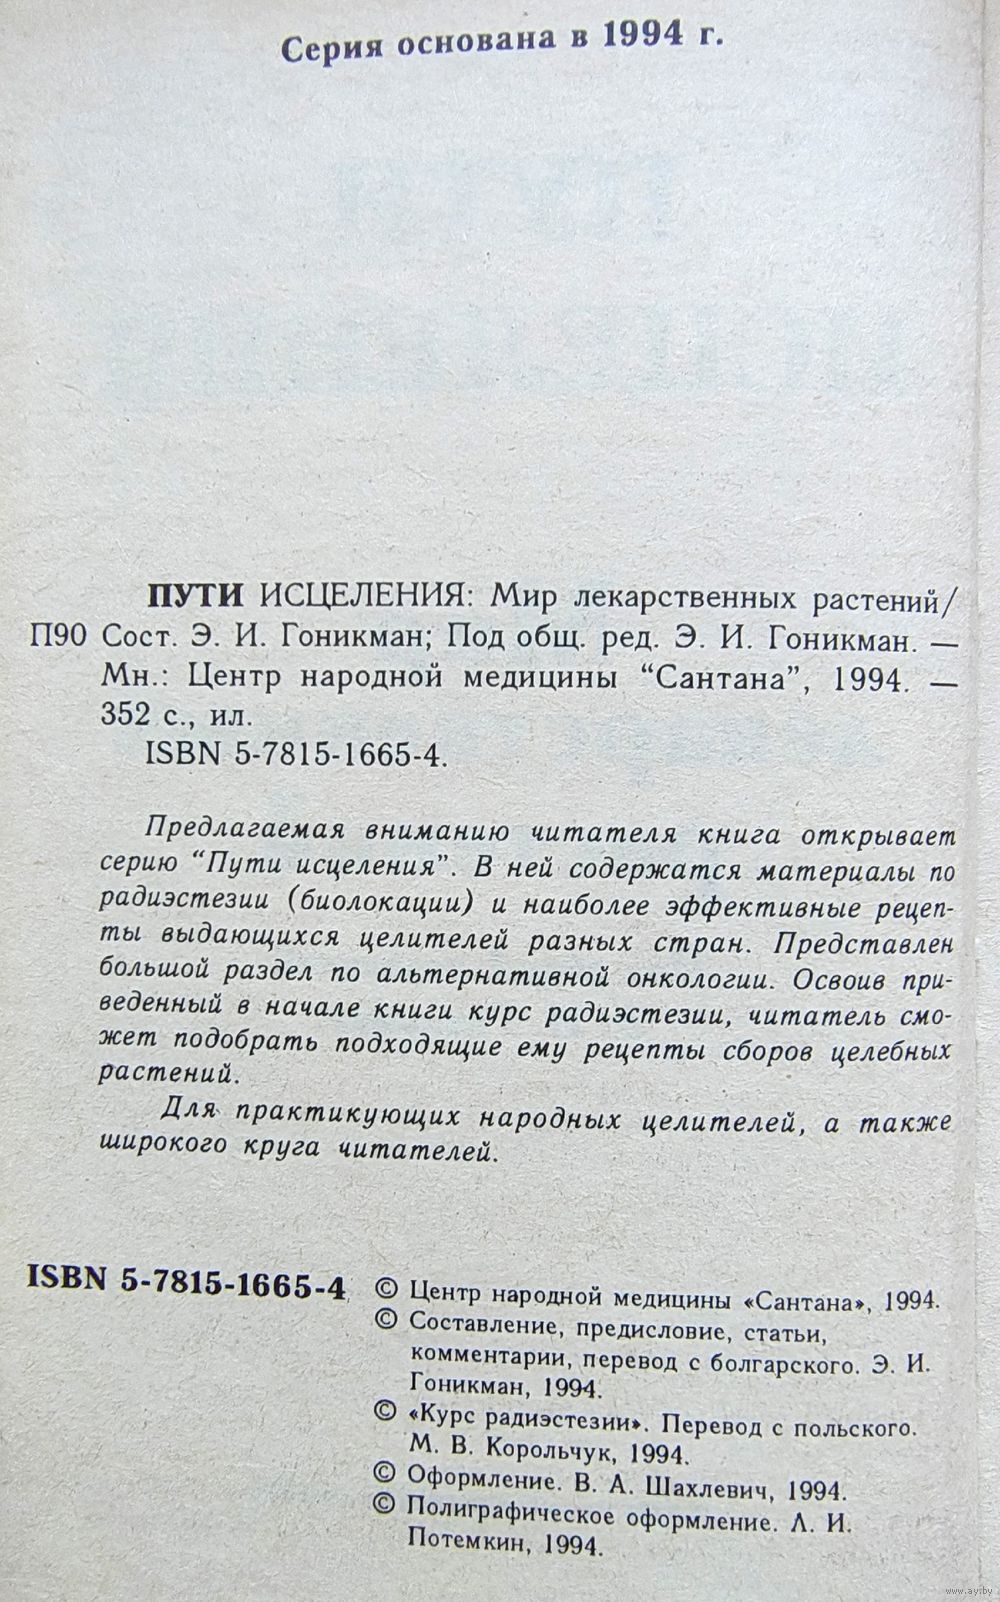 Серия основана в 1994 г.
ПУТИ ИСЦЕЛЕНИЯ: Мир лекарственных растений/
П90 Сост. Э. И. Гоникман; Под общ. ред. Э. И. Гоникман. —
Мн.: Центр народной медицины “Сантана”, 1994. —
352 с., ил.
ISBN 5-7815-1665-4.
Предлагаемая вниманию читателя книга открывает
серию “Пути исцеления”. В ней содержатся материалы по
радиэстезии (биолокации) и наиболее эффективные рецеп-
ты выдающихся целителей разных стран. Представлен
большой раздел по альтернативной онкологии. Освоив при-
веденный в начале книги курс радиэстезии, читатель смо-
жет подобрать подходящие ему рецепты сборов целебных
растений.
Для практикующих народных целителей, а также
широкого круга читателей.
ISBN 5-7815-1665-4
© Центр народной медицины «Сантана», 1994.
© Составление, предисловие, статьи,
комментарии, перевод с болгарского. Э. И.
Гоникман, 1994.
© «Курс радиэстезии». Перевод с польского.
М. В. Корольчук, 1994.
© Оформление. В. А. Шахлевич, 1994.
© Полиграфическое оформление. Л. И.
Потемкин, 1994.
www.ay.by